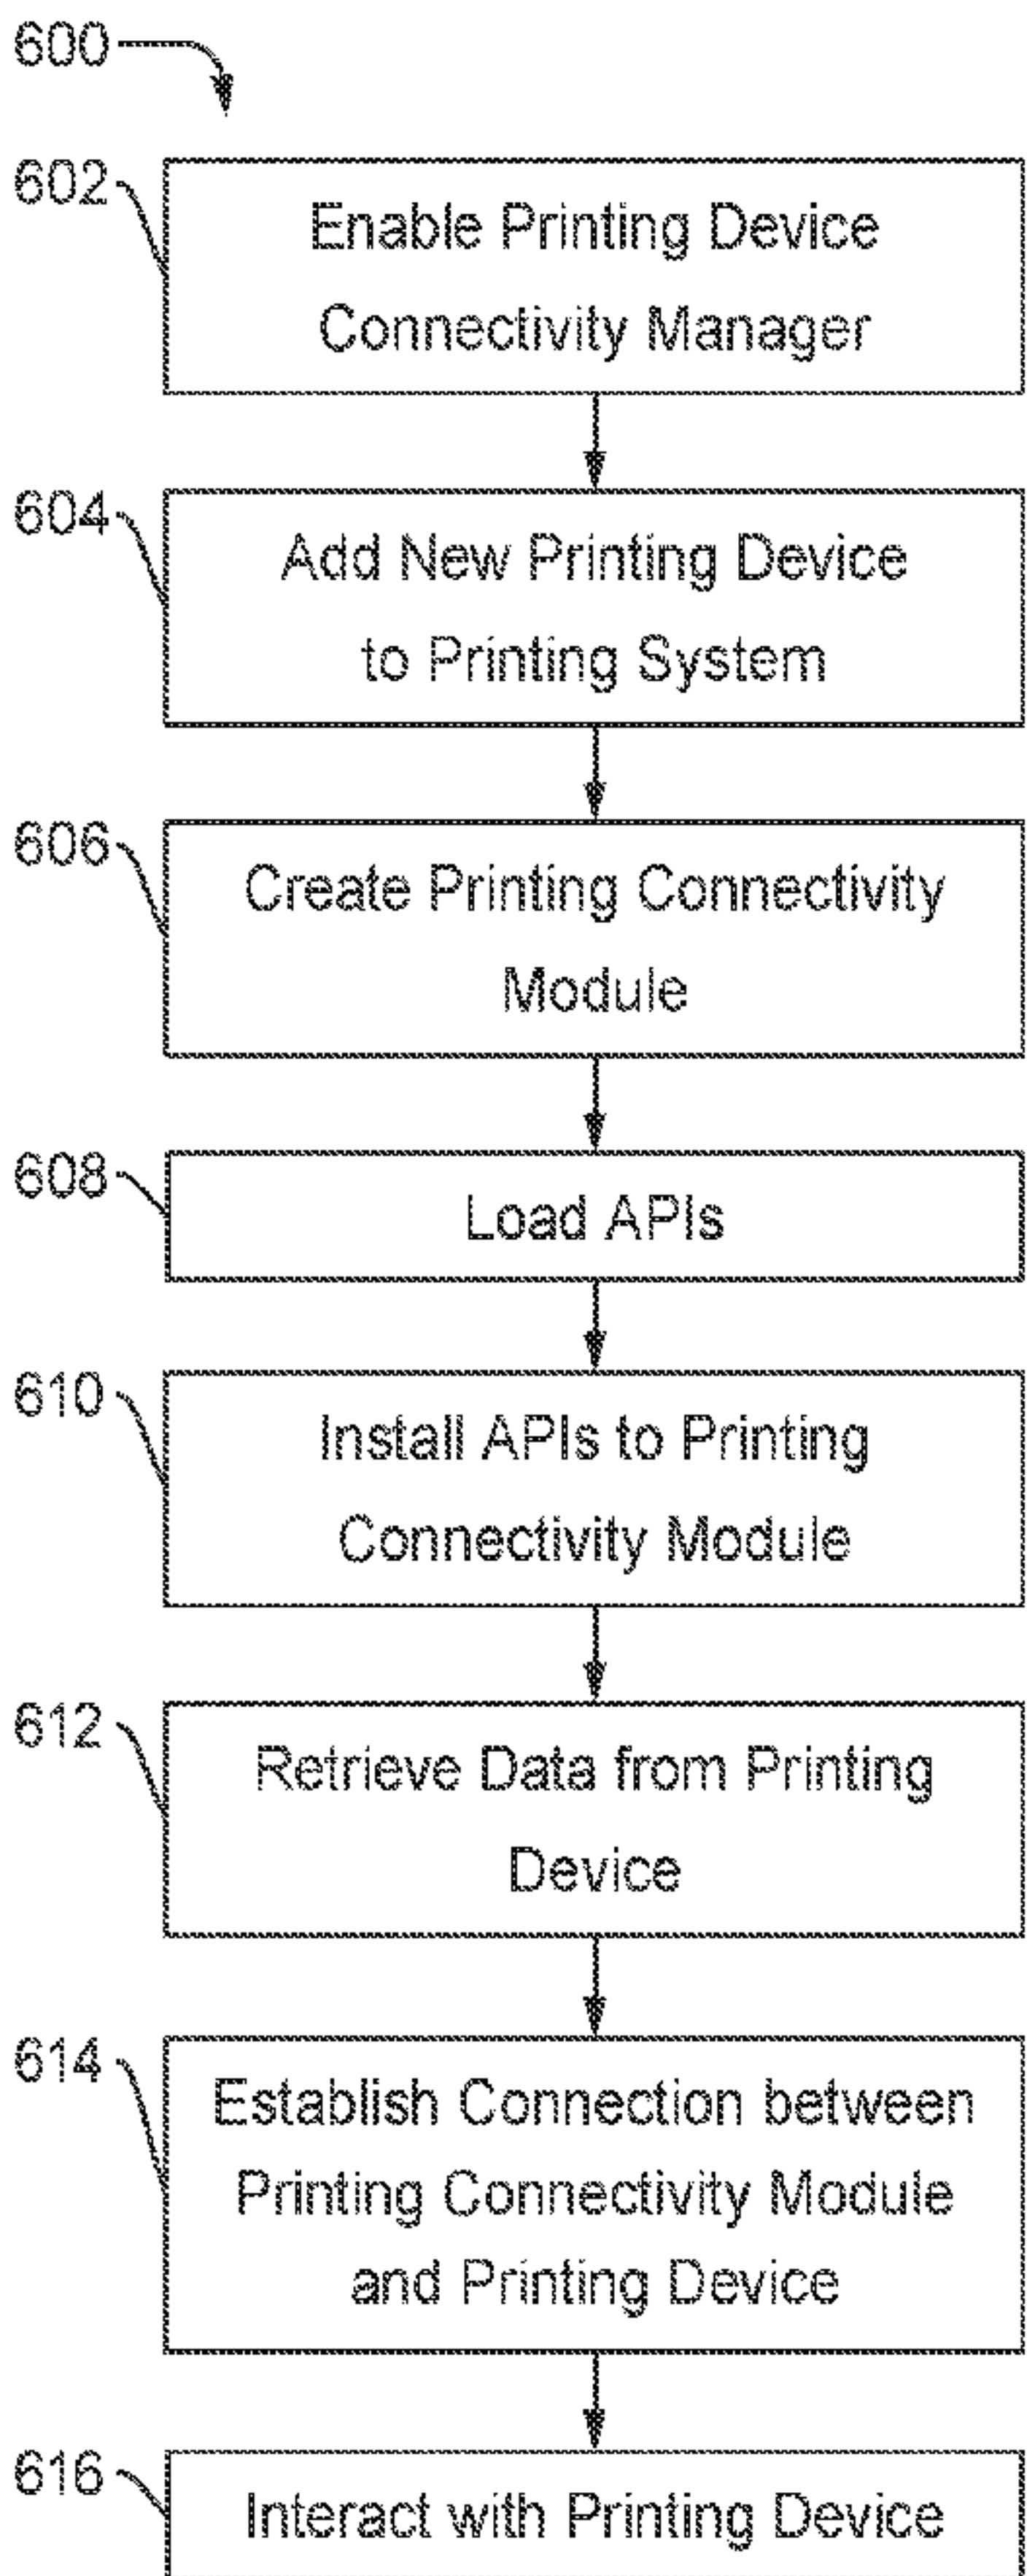 600
602
Enable Printing Device
Connectivity Manager
604
Add New Printing Device
to Printing System
606
Create Printing Connectivity
Module
608
Load APIs
610
Install APIs to Printing
Connectivity Module
612
Retrieve Data from Printing
Device
614
Establish Connection between
Printing Connectivity Module
and Printing Device
616
Interact with Printing Device